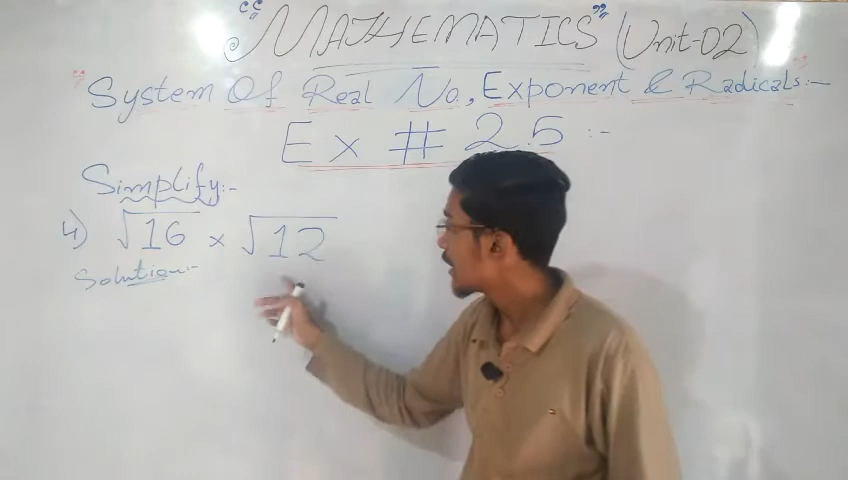 “MATHEMATICS” (Unit-02)
"System Of Real No., Exponent & Radicals:-"
Ex # 2.5 :-
Simplify:-
4) √16 × √12
Solution:-